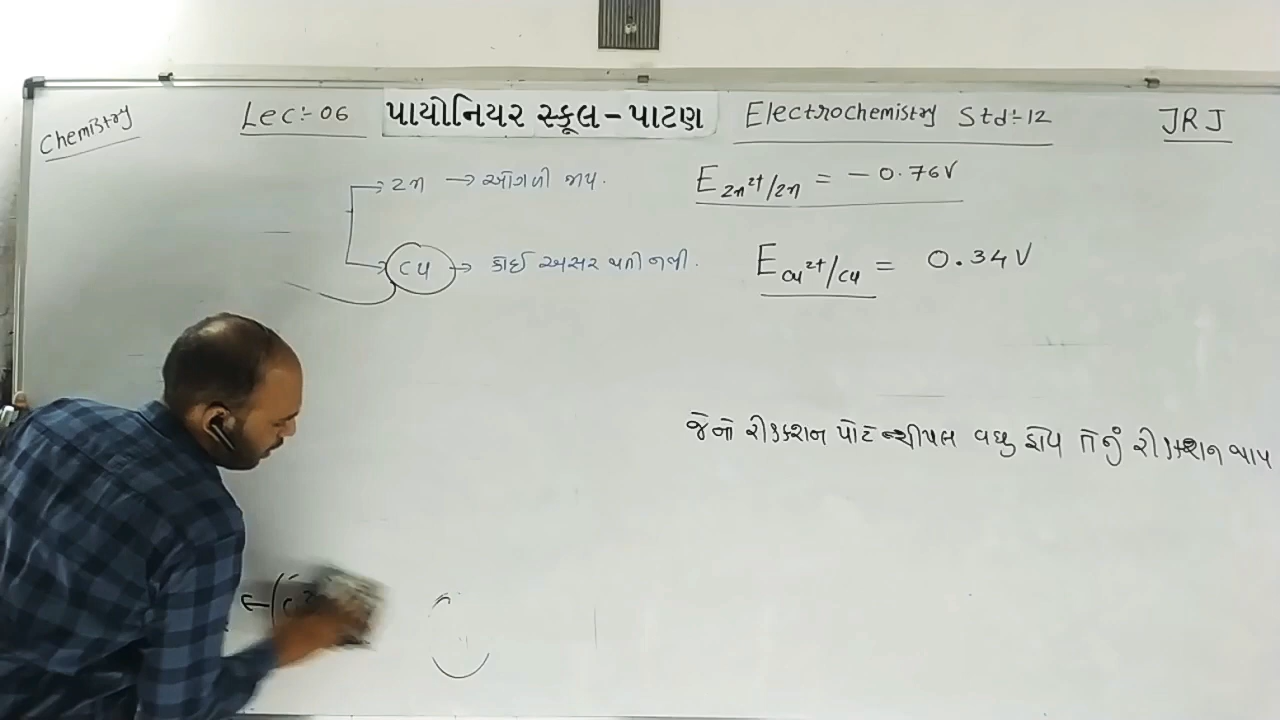 Chemistry
Lec:- 06 પાયોનિયર સ્કૂલ - પાટણ Electrochemistry Std:-12 JRJ
Zn → ઓગળી જાય.
E Zn²⁺/Zn = - 0.76V
Cu → કોઈ અસર થતી નથી.
E Cu²⁺/Cu = 0.34V
જેનો રીડક્શન પોટેન્શીયલ વધુ હોય તેનું રીડક્શન થાય